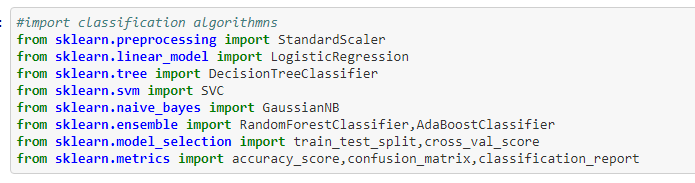 :
#import classification algorithmns
from sklearn.preprocessing import StandardScaler
from sklearn.linear_model import LogisticRegression
from sklearn.tree import DecisionTreeClassifier
from sklearn.svm import SVC
from sklearn.naive_bayes import GaussianNB
from sklearn.ensemble import RandomForestClassifier,AdaBoostClassifier
from sklearn.model_selection import train_test_split,cross_val_score
from sklearn.metrics import accuracy_score,confusion_matrix,classification_report